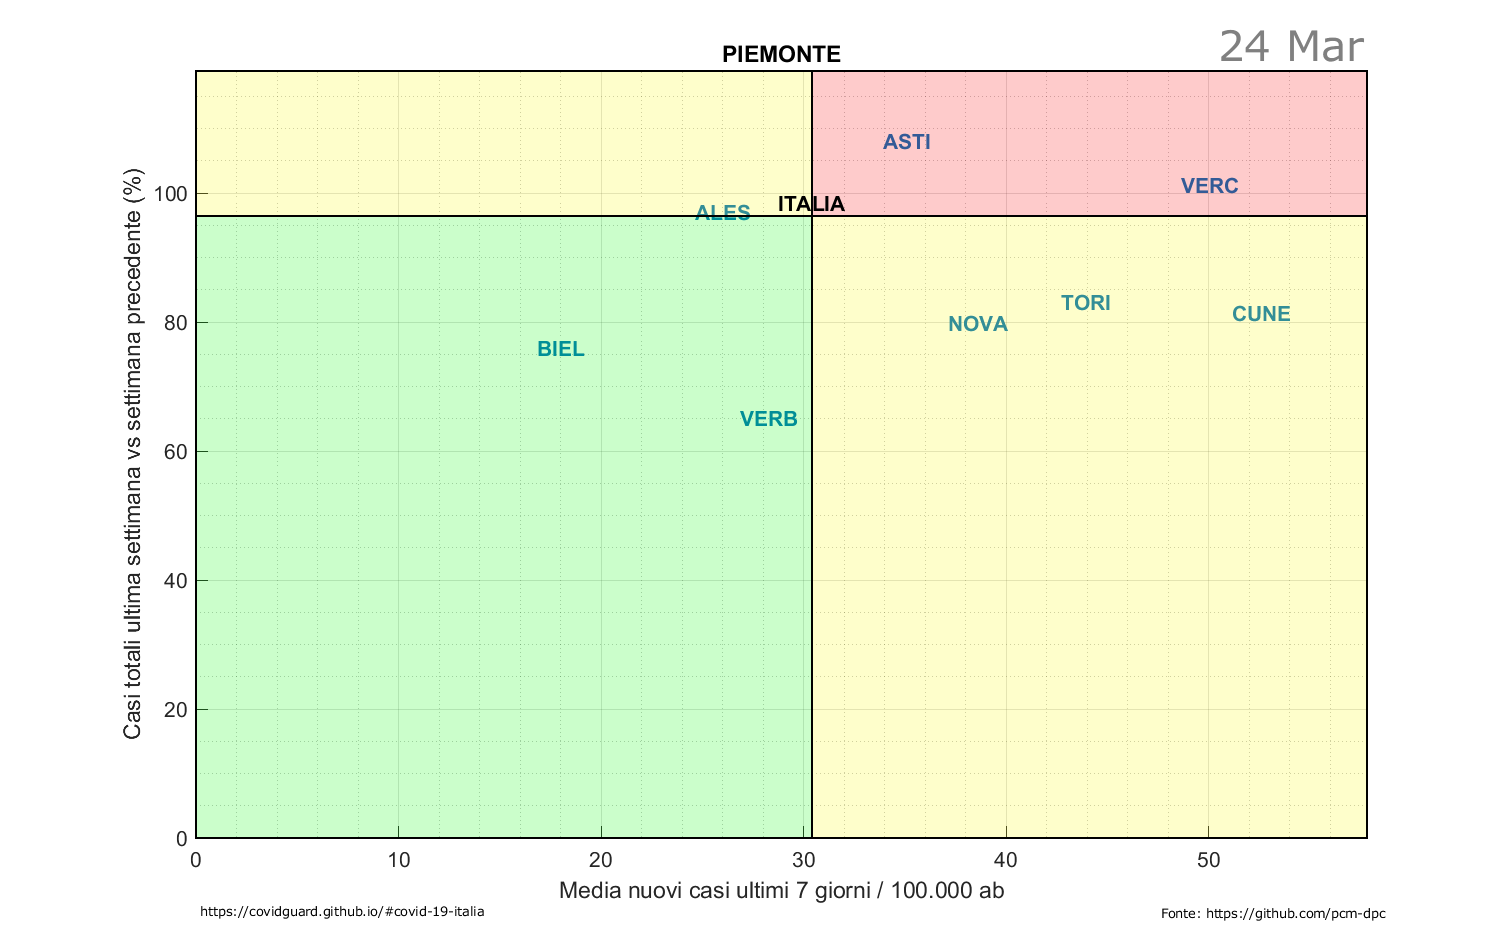 PIEMONTE
24 Mar
Casi totali ultima settimana vs settimana precedente (%)
100
80
60
40
20
0
ASTI
VERC
ITALIA
ALES
TORI
CUNE
NOVA
BIEL
VERB
0 10 20 30 40 50
Media nuovi casi ultimi 7 giorni / 100.000 ab
https://covidguard.github.io/#covid-19-italia
Fonte: https://github.com/pcm-dpc